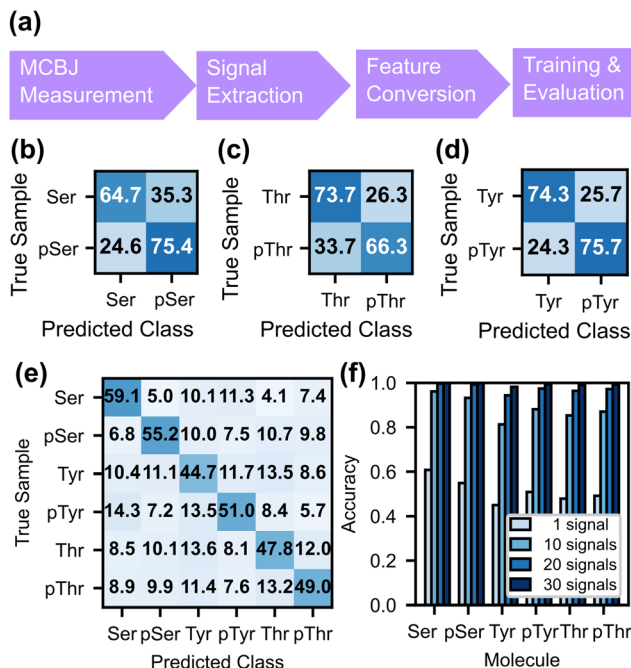 (a)
MCBJ Measurement
Signal Extraction
Feature Conversion
Training & Evaluation
(b)
True Sample
Ser 64.7 35.3
pSer 24.6 75.4
Ser pSer
Predicted Class
(c)
True Sample
Thr 73.7 26.3
pThr 33.7 66.3
Thr pThr
Predicted Class
(d)
True Sample
Tyr 74.3 25.7
pTyr 24.3 75.7
Tyr pTyr
Predicted Class
(e)
True Sample
Ser 59.1 5.0 10.1 11.3 4.1 7.4
pSer 6.8 55.2 10.0 7.5 10.7 9.8
Tyr 10.4 11.1 44.7 11.7 13.5 8.6
pTyr 14.3 7.2 13.5 51.0 8.4 5.7
Thr 8.5 10.1 13.6 8.1 47.8 12.0
pThr 8.9 9.9 11.4 7.6 13.2 49.0
Ser pSer Tyr pTyr Thr pThr
Predicted Class
(f)
Accuracy
1.0
0.8
0.6
0.4
0.2
0.0
1 signal
10 signals
20 signals
30 signals
Ser pSer Tyr pTyr Thr pThr
Molecule